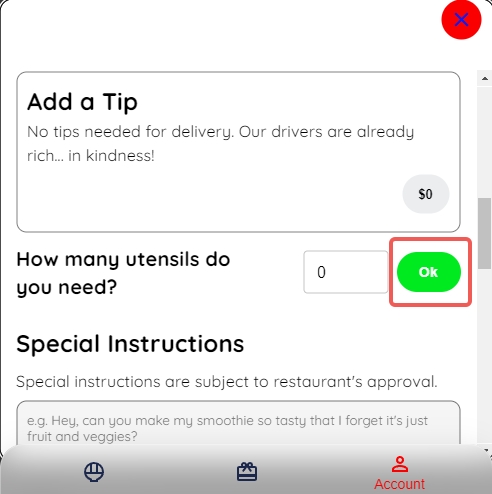 Add a Tip
No tips needed for delivery. Our drivers are already
rich... in kindness!
$0
How many utensils do
you need?
0
Ok
Special Instructions
Special instructions are subject to restaurant's approval.
e.g. Hey, can you make my smoothie so tasty that I forget it's just
fruit and veggies?
Account